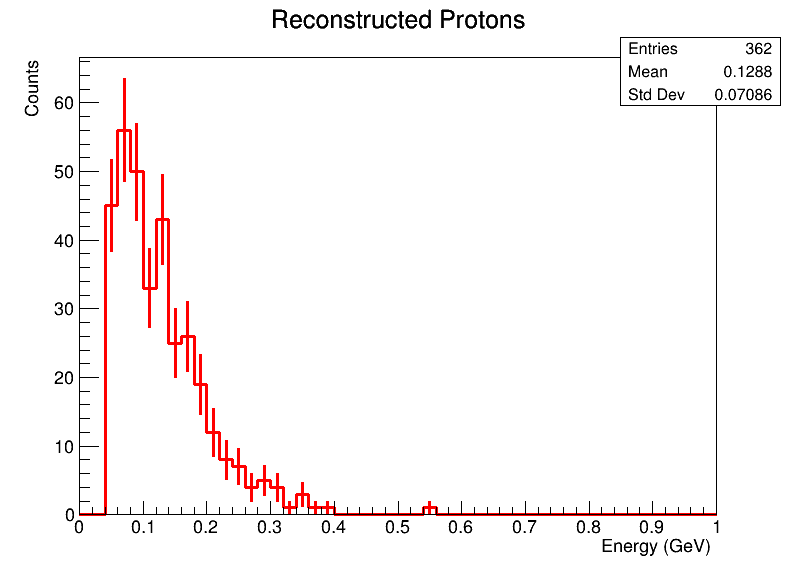 Reconstructed Protons
Entries 362
Mean 0.1288
Std Dev 0.07086
Counts
60
50
40
30
20
10
0
0 0.1 0.2 0.3 0.4 0.5 0.6 0.7 0.8 0.9 1
Energy (GeV)